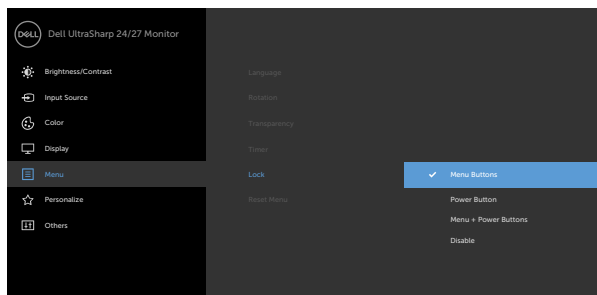 DELL Dell UltraSharp 24/27 Monitor
Brightness/Contrast Language
Input Source Rotation
Color Transparency
Display Timer
Menu Lock Menu Buttons
Personalize Reset Menu Power Button
Menu + Power Buttons
Others
Disable